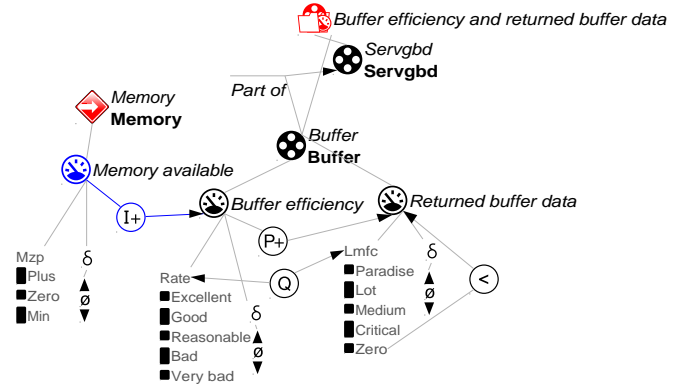 Buffer efficiency and returned buffer data
Servgbd
Servgbd
Part of
Memory
Memory
Buffer
Buffer
Memory available
Buffer efficiency
Returned buffer data
I+
P+
Q
<
Mzp
Plus
Zero
Min
δ
ø
Rate
Excellent
Good
Reasonable
Bad
Very bad
δ
ø
Lmfc
Paradise
Lot
Medium
Critical
Zero
δ
ø